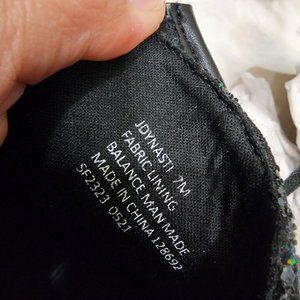 JDYNASTI 7M
FABRIC LINING
BALANCE MAN MADE
MADE IN CHINA 128692
SF2323 0521